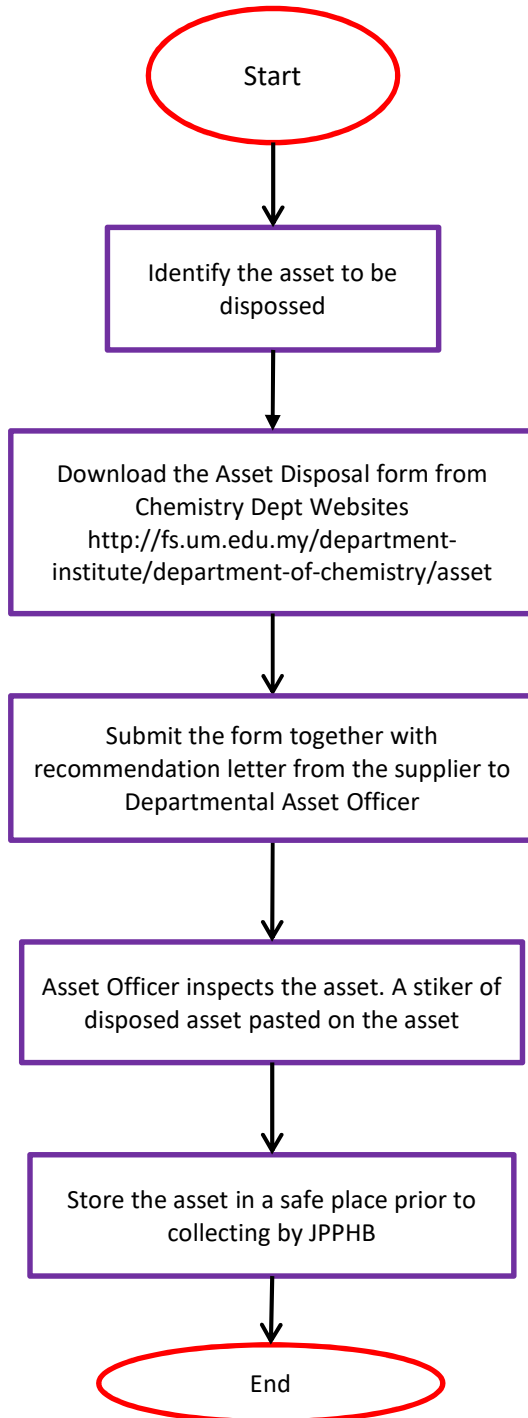 Start
Identify the asset to be
dispossed
Download the Asset Disposal form from
Chemistry Dept Websites
http://fs.um.edu.my/department-
institute/department-of-chemistry/asset
Submit the form together with
recommendation letter from the supplier to
Departmental Asset Officer
Asset Officer inspects the asset. A stiker of
disposed asset pasted on the asset
Store the asset in a safe place prior to
collecting by JPPHB
End